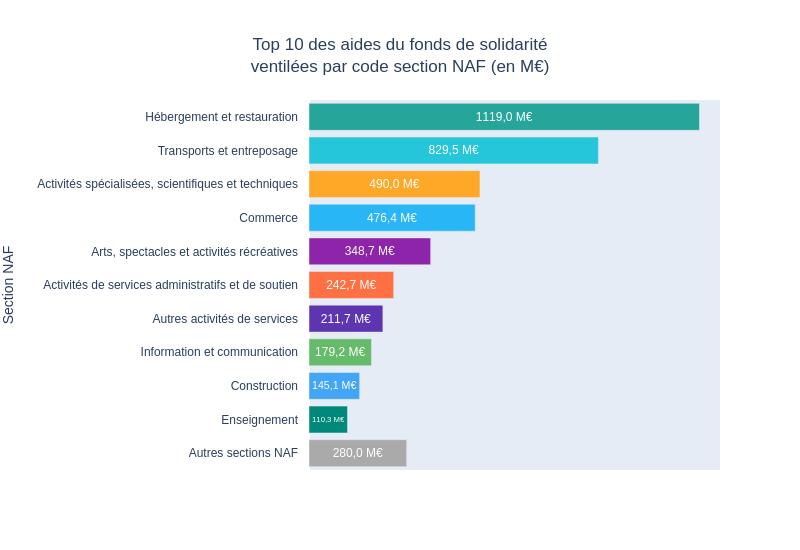 Top 10 des aides du fonds de solidarité
ventilées par code section NAF (en M€)
Section NAF
Hébergement et restauration 1119,0 M€
Transports et entreposage 829,5 M€
Activités spécialisées, scientifiques et techniques 490,0 M€
Commerce 476,4 M€
Arts, spectacles et activités récréatives 348,7 M€
Activités de services administratifs et de soutien 242,7 M€
Autres activités de services 211,7 M€
Information et communication 179,2 M€
Construction 145,1 M€
Enseignement 110,3 M€
Autres sections NAF 280,0 M€